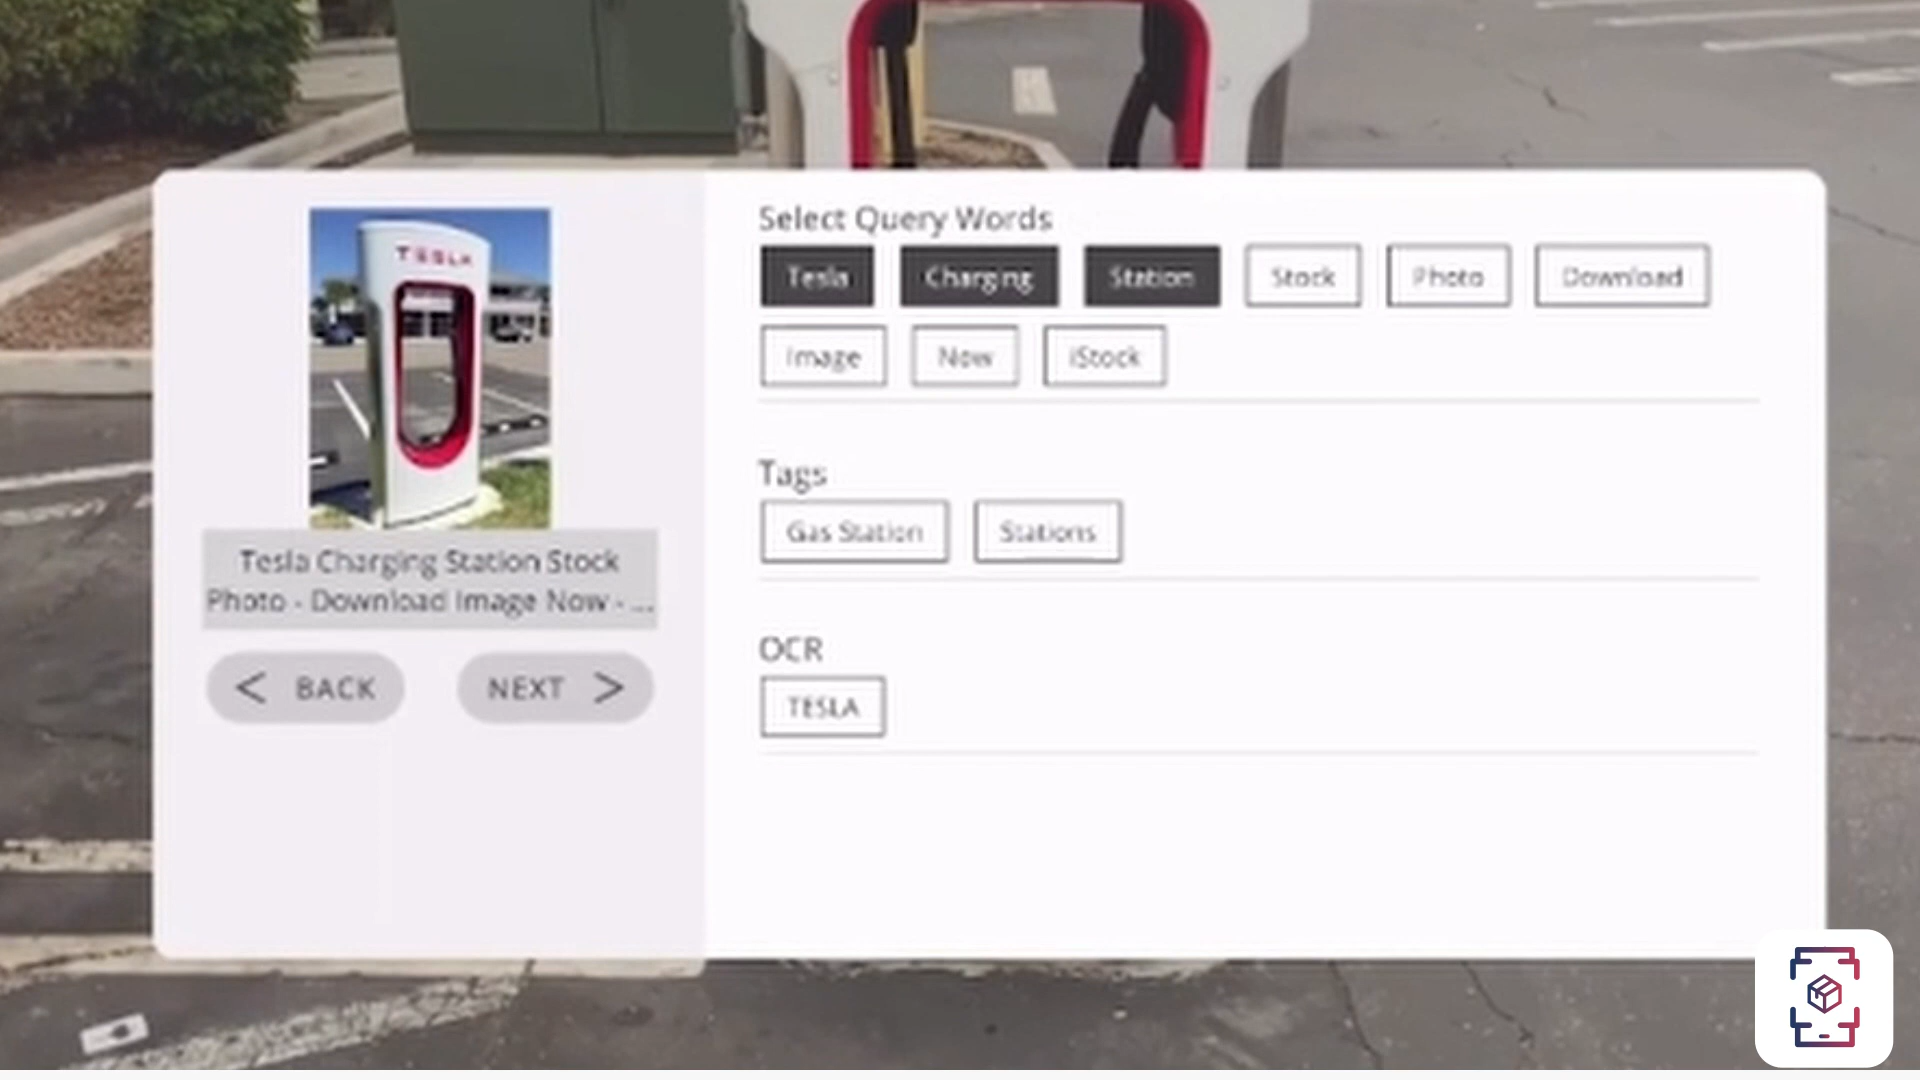 Select Query Words
Tesla Charging Station Stock Photo Download
Image Now iStock
TESLA
Tags
Gas Station Stations
Tesla Charging Station Stock
Photo - Download Image Now - ...
OCR
BACK NEXT
TESLA